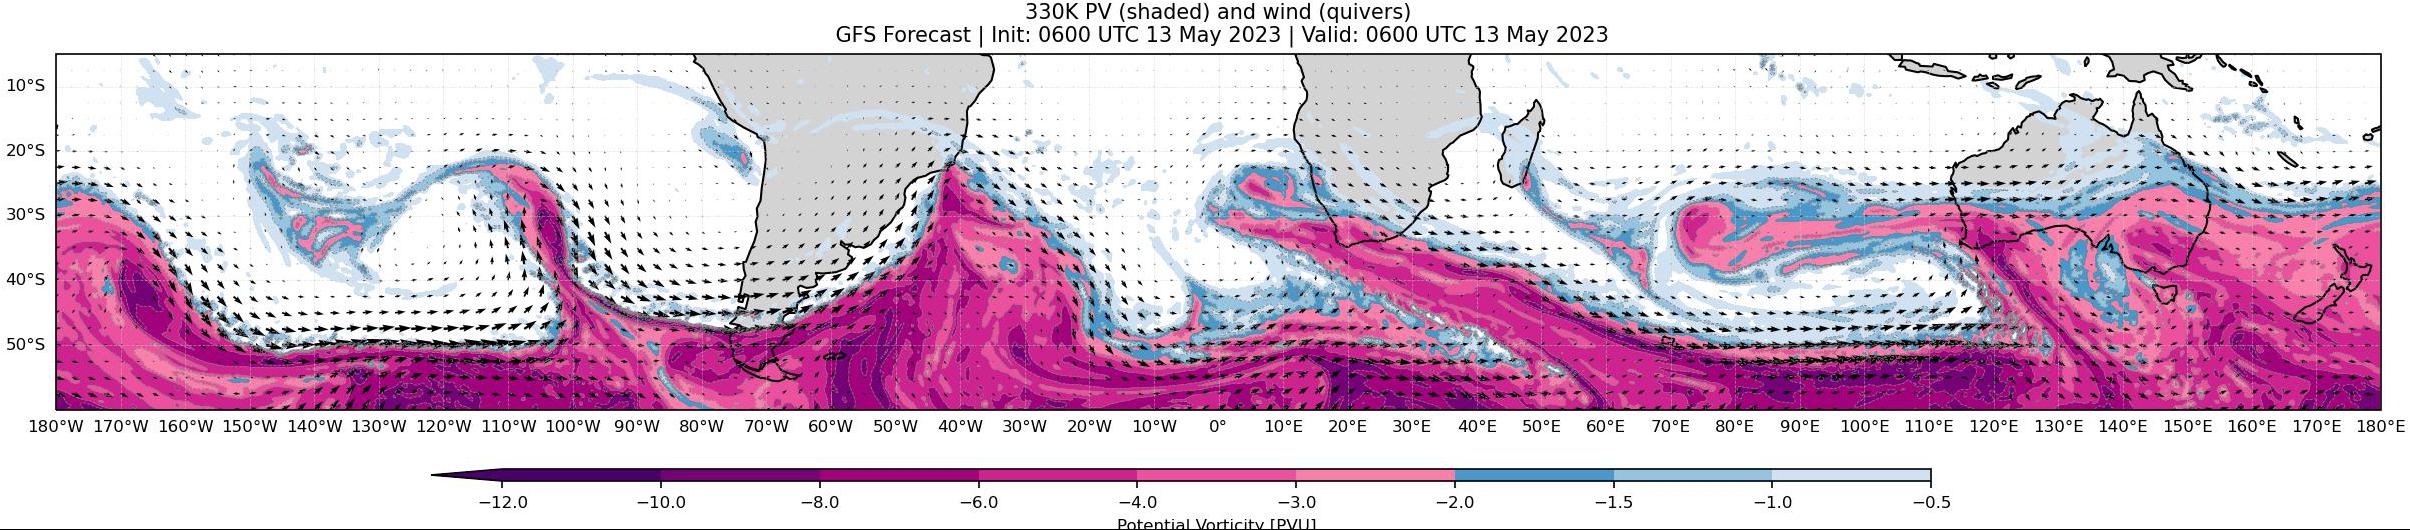 330K PV (shaded) and wind (quivers)
GFS Forecast | Init: 0600 UTC 13 May 2023 | Valid: 0600 UTC 13 May 2023
10°S
20°S
30°S
40°S
50°S
180°W 170°W 160°W 150°W 140°W 130°W 120°W 110°W 100°W 90°W 80°W 70°W 60°W 50°W 40°W 30°W 20°W 10°W 0° 10°E 20°E 30°E 40°E 50°E 60°E 70°E 80°E 90°E 100°E 110°E 120°E 130°E 140°E 150°E 160°E 170°E 180°E
−12.0 −10.0 −8.0 −6.0 −4.0 −3.0 −2.0 −1.5 −1.0 −0.5
Potential Vorticity [PVU]